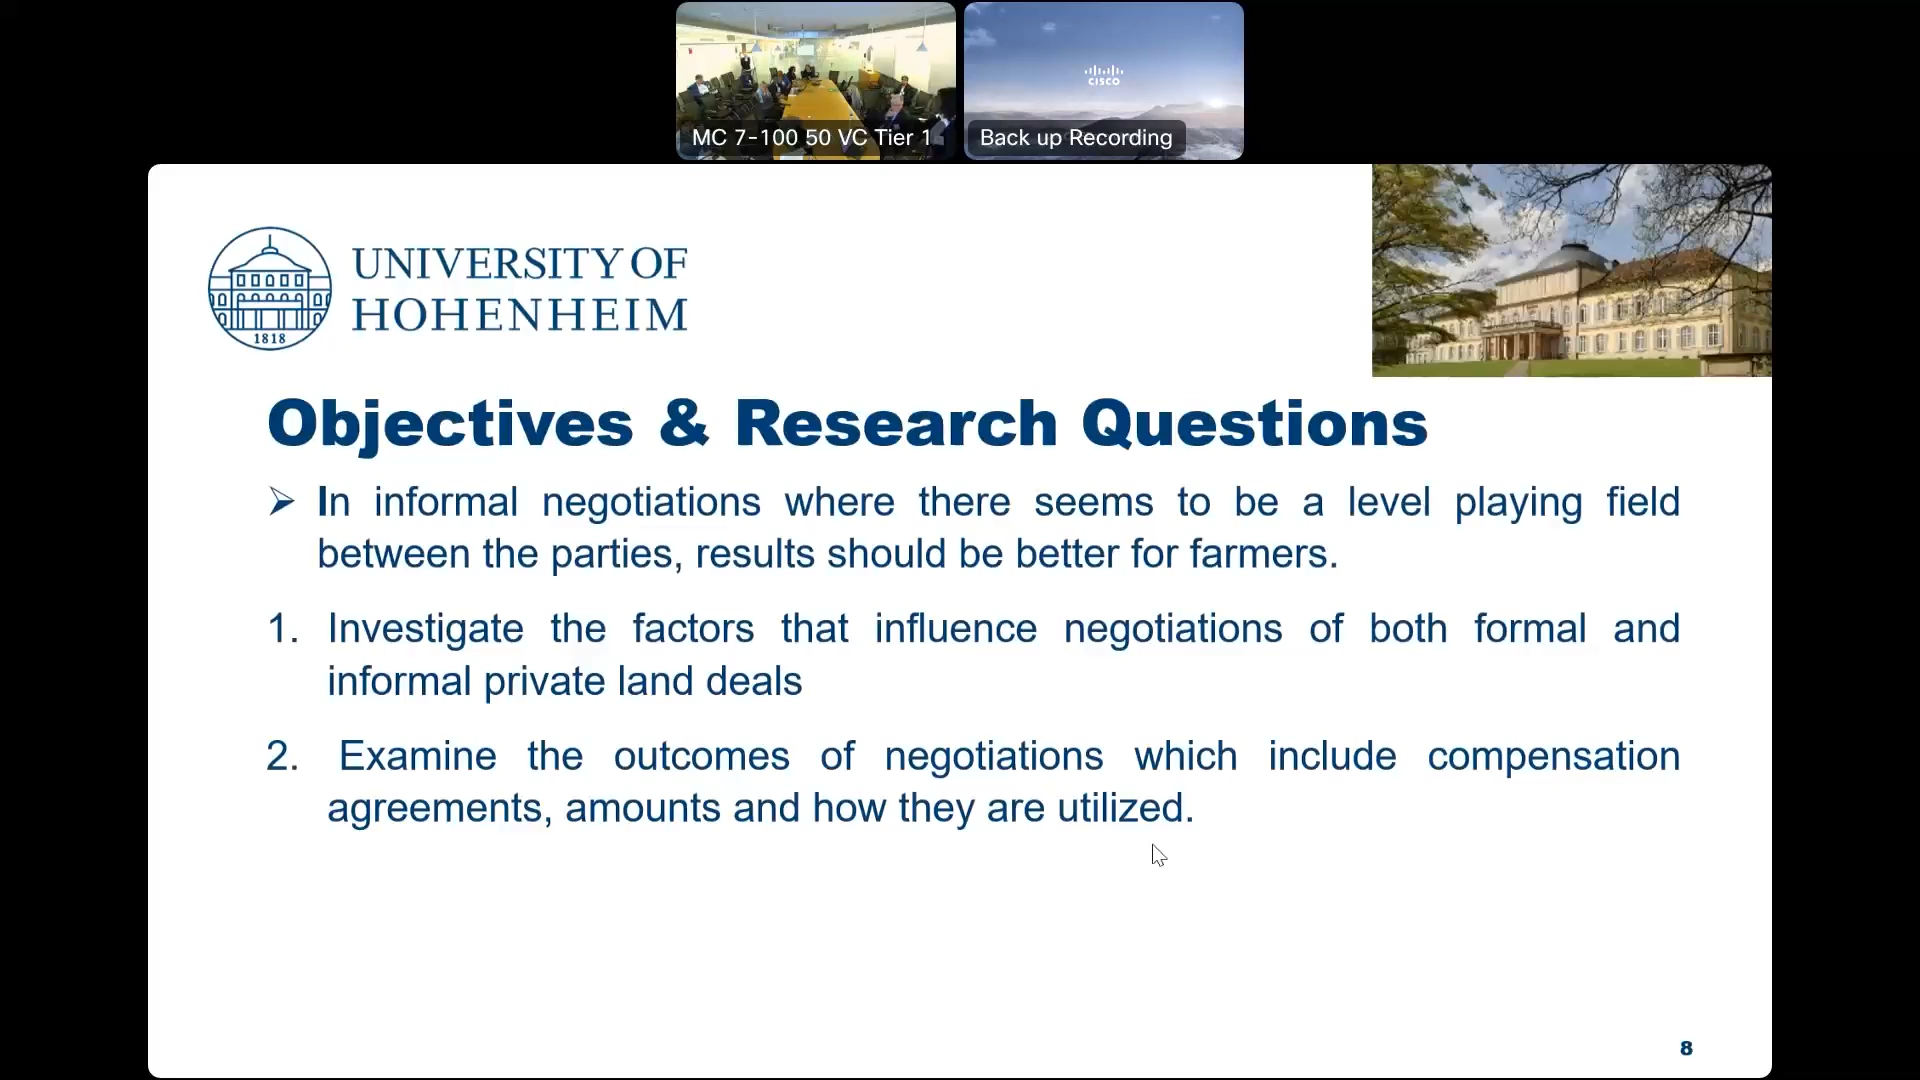 CISCO
MC 7-100 50 VC Tier 1
Back up Recording
UNIVERSITY OF
HOHENHEIM
1818
Objectives & Research Questions
➢ In informal negotiations where there seems to be a level playing field
between the parties, results should be better for farmers.
1. Investigate the factors that influence negotiations of both formal and
informal private land deals
2. Examine the outcomes of negotiations which include compensation
agreements, amounts and how they are utilized.
8